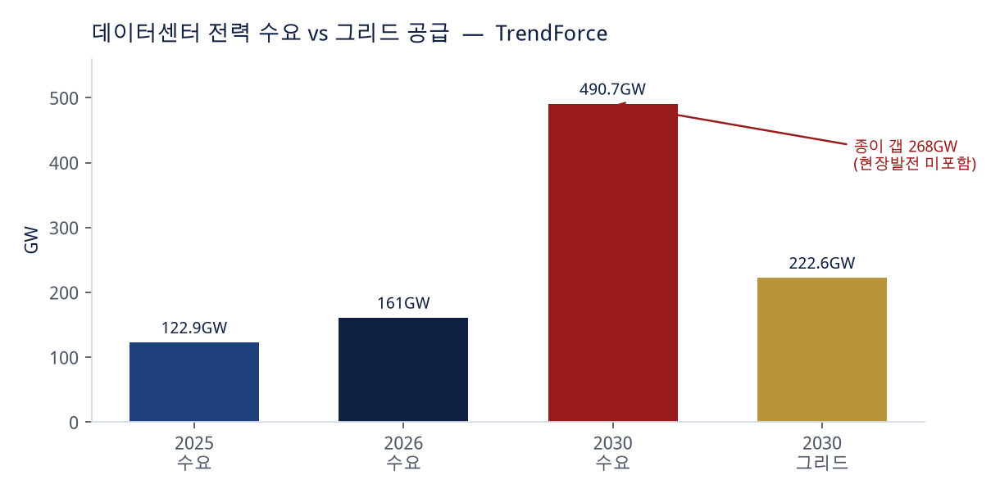 데이터센터 전력 수요 vs 그리드 공급 — TrendForce
GW
500
400
300
200
100
0
122.9GW
161GW
490.7GW
222.6GW
종이 갭 268GW
(현장발전 미포함)
2025
수요
2026
수요
2030
수요
2030
그리드